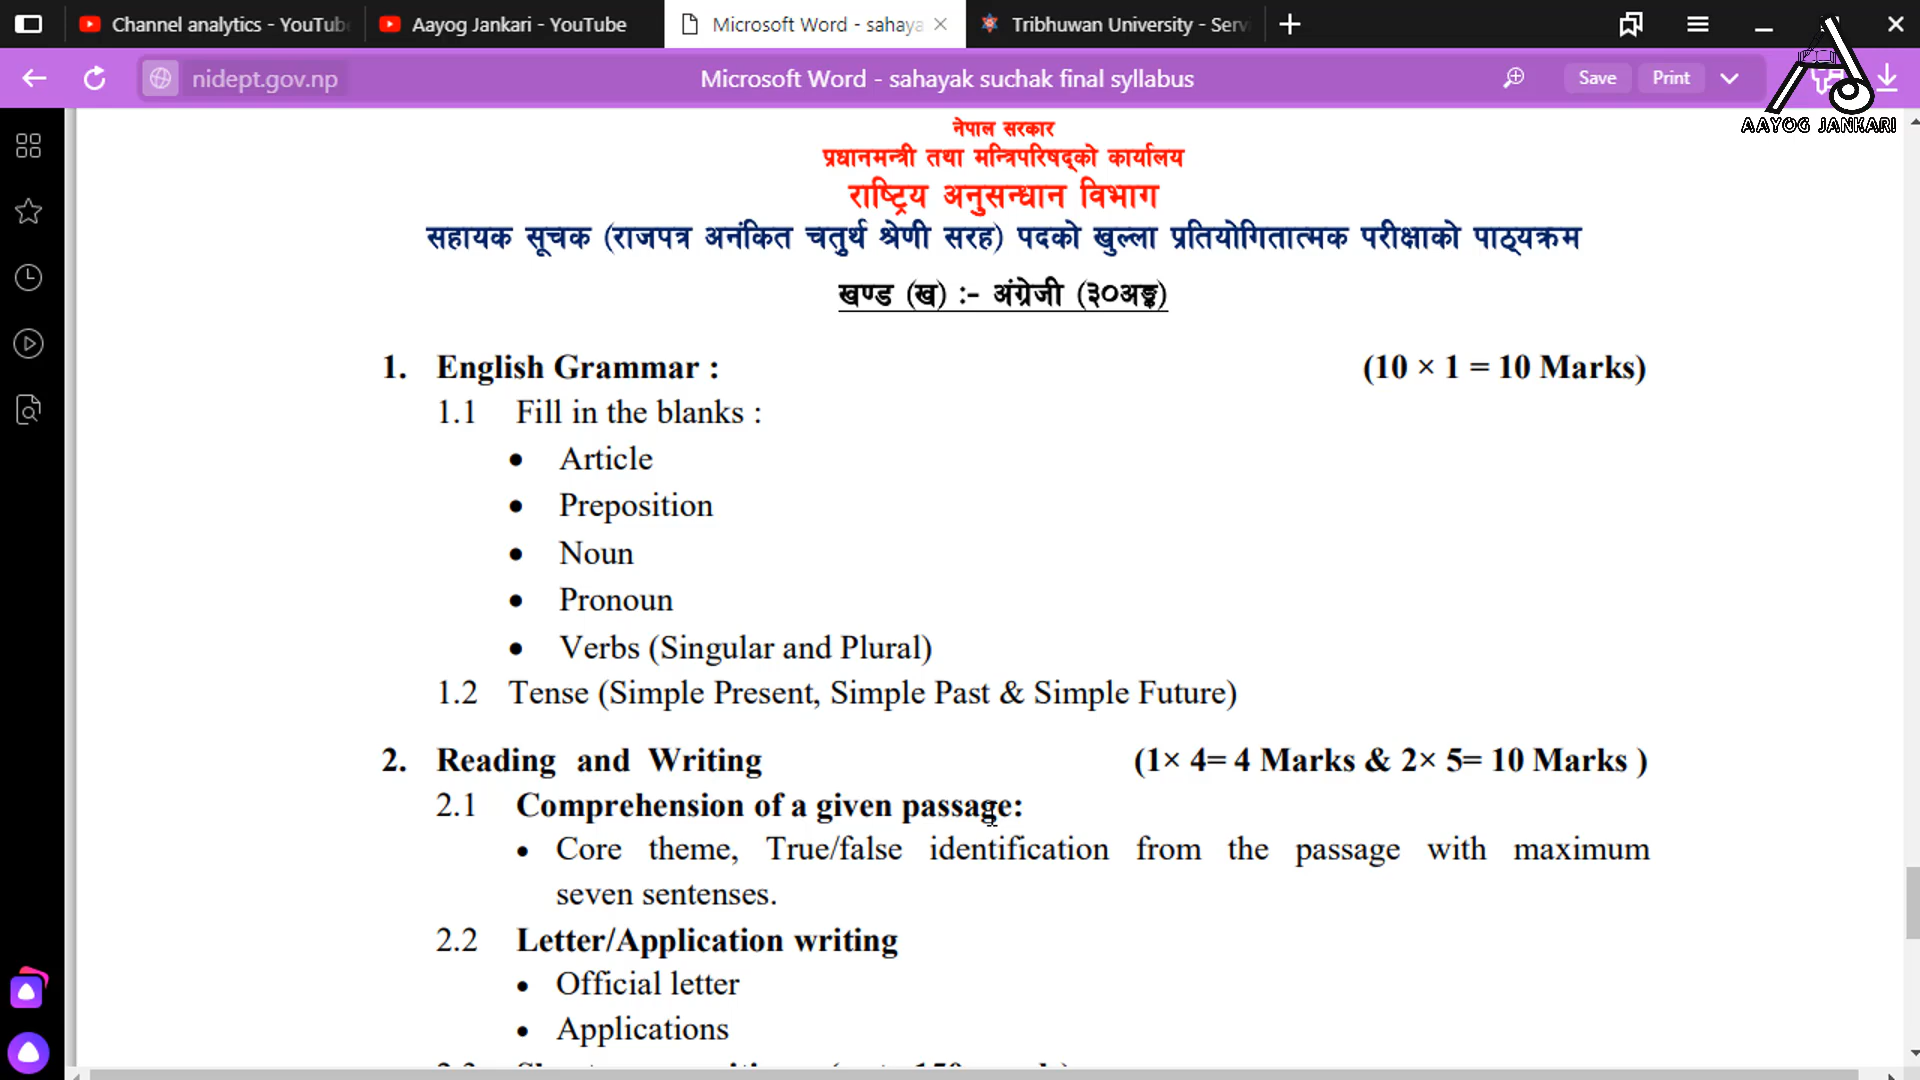 Channel analytics - YouTub
Aayog Jankari - YouTube
Microsoft Word - sahaya
Tribhuwan University - Serv
nidept.gov.np
Microsoft Word - sahayak suchak final syllabus
Save
Print
AAYOG JANKARI
नेपाल सरकार
प्रधानमन्त्री तथा मन्त्रिपरिषद्को कार्यालय
राष्ट्रिय अनुसन्धान विभाग
सहायक सूचक (राजपत्र अनंकित चतुर्थ श्रेणी सरह) पदको खुल्ला प्रतियोगितात्मक परीक्षाको पाठ्यक्रम
खण्ड (ख) :- अंग्रेजी (३०अङ्क)
1. English Grammar : (10 × 1 = 10 Marks)
1.1 Fill in the blanks :
• Article
• Preposition
• Noun
• Pronoun
• Verbs (Singular and Plural)
1.2 Tense (Simple Present, Simple Past & Simple Future)
2. Reading and Writing (1× 4= 4 Marks & 2× 5= 10 Marks )
2.1 Comprehension of a given passage:
• Core theme, True/false identification from the passage with maximum
seven sentenses.
2.2 Letter/Application writing
• Official letter
• Applications